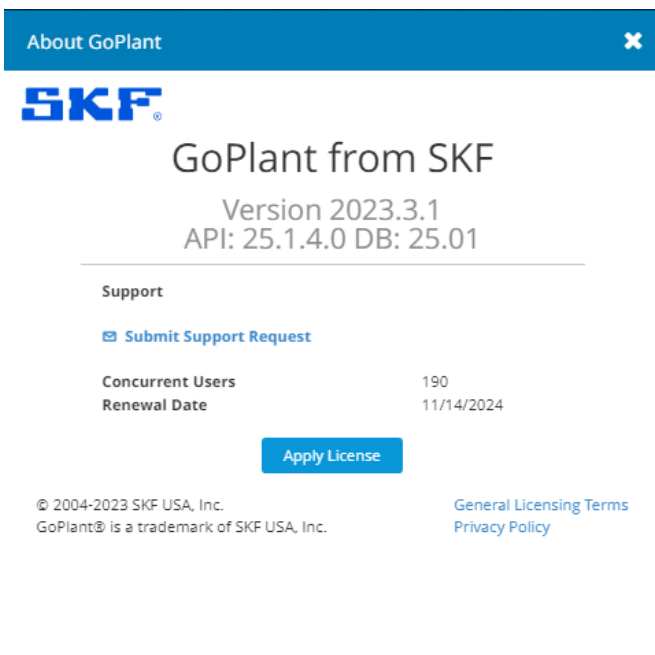 About GoPlant
SKF®
GoPlant from SKF
Version 2023.3.1
API: 25.1.4.0 DB: 25.01
Support
Submit Support Request
Concurrent Users 190
Renewal Date 11/14/2024
Apply License
© 2004-2023 SKF USA, Inc. General Licensing Terms
GoPlant® is a trademark of SKF USA, Inc. Privacy Policy